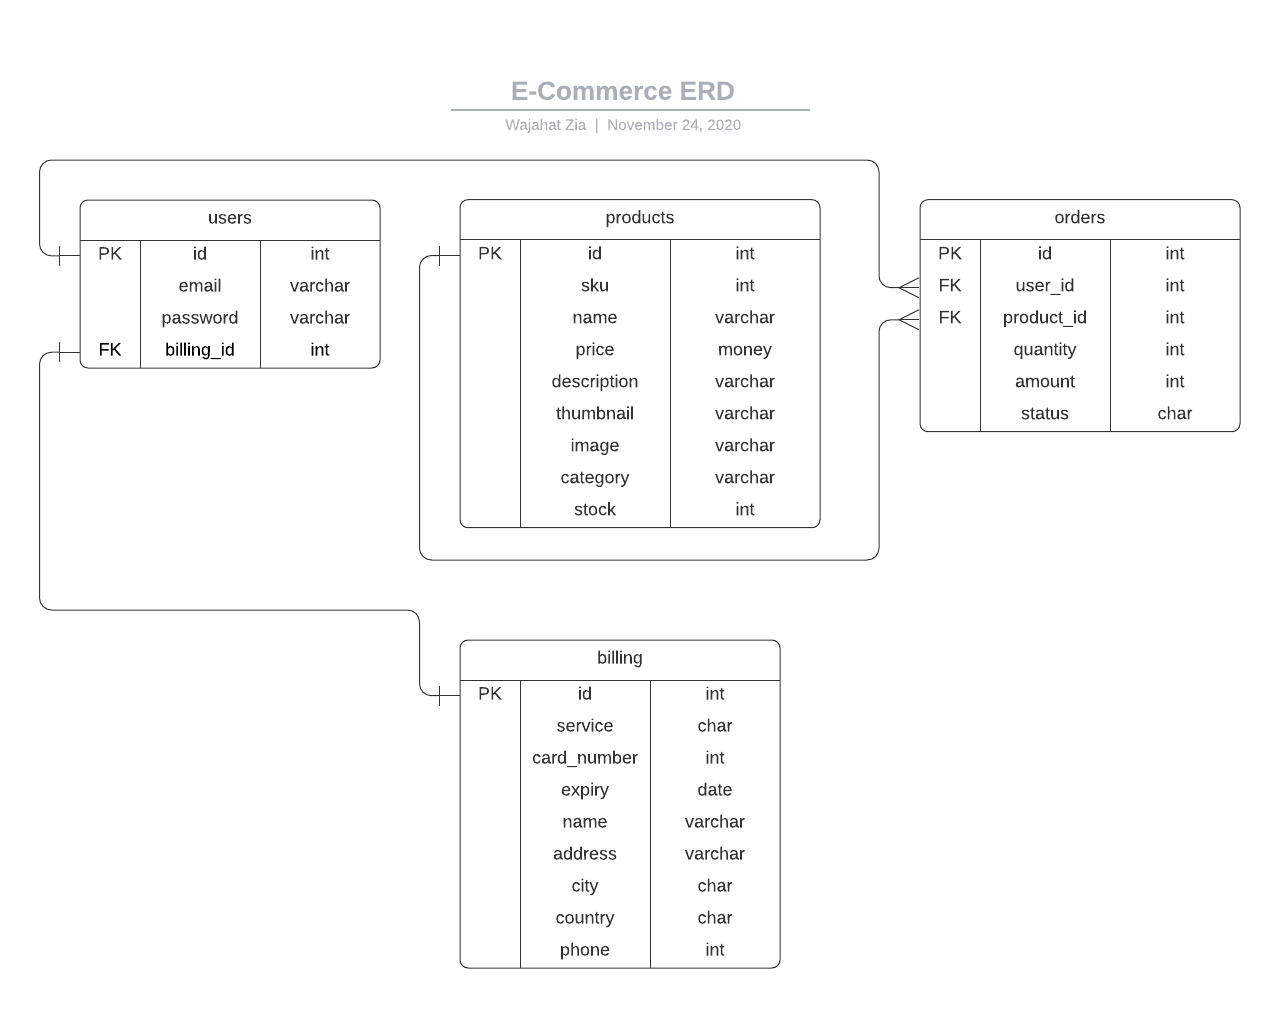 E-Commerce ERD
Wajahat Zia | November 24, 2020
users
PK id int
email varchar
password varchar
FK billing_id int
products
PK id int
sku int
name varchar
price money
description varchar
thumbnail varchar
image varchar
category varchar
stock int
orders
PK id int
FK user_id int
FK product_id int
quantity int
amount int
status char
billing
PK id int
service char
card_number int
expiry date
name varchar
address varchar
city char
country char
phone int